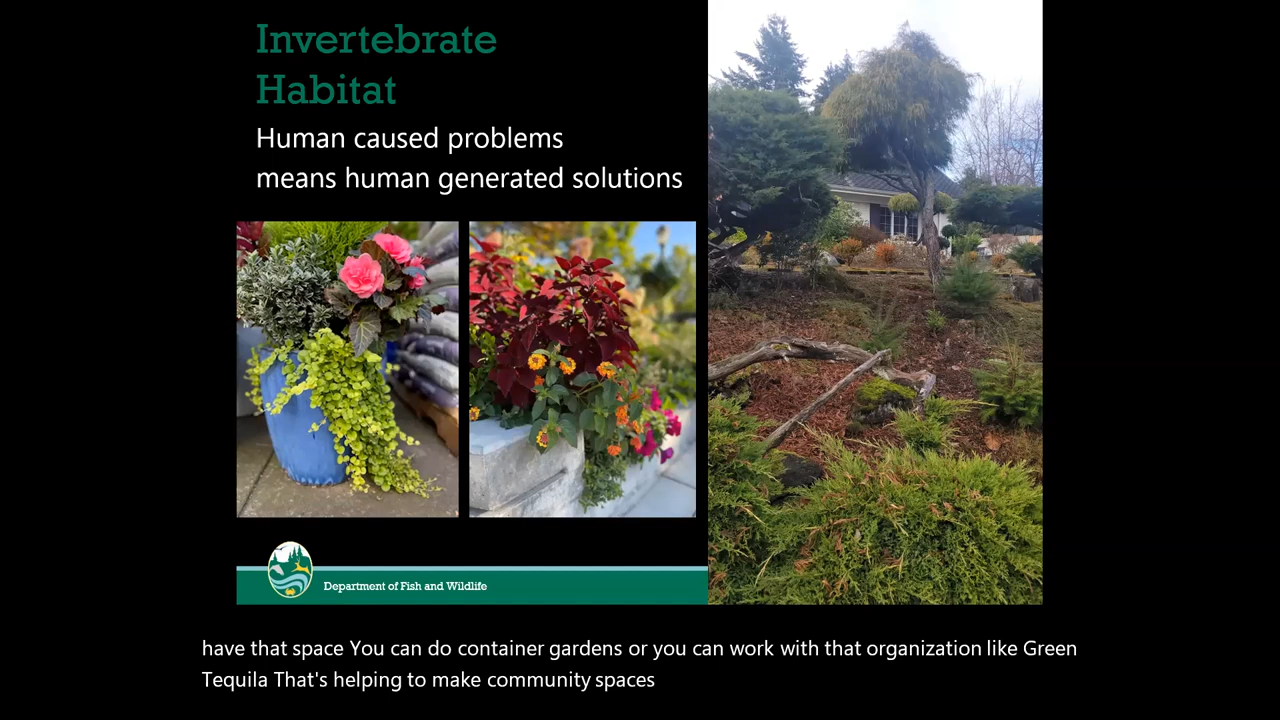 Invertebrate
Habitat
Human caused problems
means human generated solutions
Department of Fish and Wildlife
have that space You can do container gardens or you can work with that organization like Green
Tequila That's helping to make community spaces